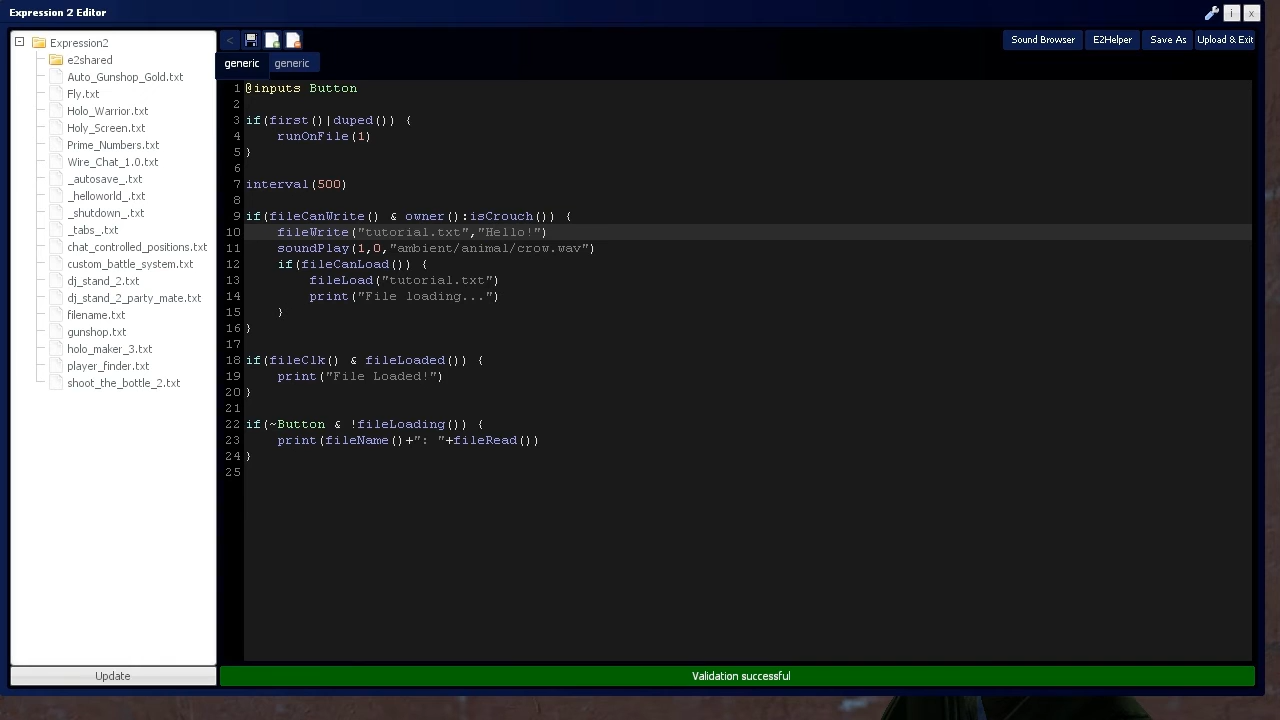 Expression 2 Editor
i
x
Expression2
e2shared
Auto_Gunshop_Gold.txt
Fly.txt
Holo_Warrior.txt
Holy_Screen.txt
Prime_Numbers.txt
Wire_Chat_1.0.txt
_autosave_.txt
_helloworld_.txt
_shutdown_.txt
_tabs_.txt
chat_controlled_positions.txt
custom_battle_system.txt
dj_stand_2.txt
dj_stand_2_party_mate.txt
filename.txt
gunshop.txt
holo_maker_3.txt
player_finder.txt
shoot_the_bottle_2.txt
Update
<
Sound Browser E2Helper Save As Upload & Exit
generic generic
1 @inputs Button
2
3 if(first()|duped()) {
4     runOnFile(1)
5 }
6
7 interval(500)
8
9 if(fileCanWrite() & owner():isCrouch()) {
10     fileWrite("tutorial.txt","Hello!")
11     soundPlay(1,0,"ambient/animal/crow.wav")
12     if(fileCanLoad()) {
13         fileLoad("tutorial.txt")
14         print("File loading...")
15     }
16 }
17
18 if(fileClk() & fileLoaded()) {
19     print("File Loaded!")
20 }
21
22 if(~Button & !fileLoading()) {
23     print(fileName()+": "+fileRead())
24 }
25
Validation successful